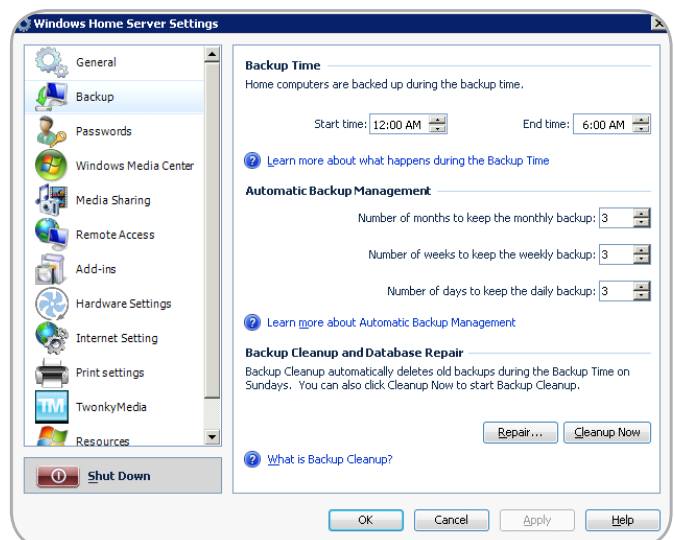 Windows Home Server Settings
General
Backup
Passwords
Windows Media Center
Media Sharing
Remote Access
Add-ins
Hardware Settings
Internet Setting
Print settings
TM TwonkyMedia
Resources
Shut Down
Backup Time
Home computers are backed up during the backup time.
Start time: 12:00 AM End time: 6:00 AM
Learn more about what happens during the Backup Time
Automatic Backup Management
Number of months to keep the monthly backup: 3
Number of weeks to keep the weekly backup: 3
Number of days to keep the daily backup: 3
Learn more about Automatic Backup Management
Backup Cleanup and Database Repair
Backup Cleanup automatically deletes old backups during the Backup Time on
Sundays. You can also click Cleanup Now to start Backup Cleanup.
Repair... Cleanup Now
What is Backup Cleanup?
OK Cancel Apply Help